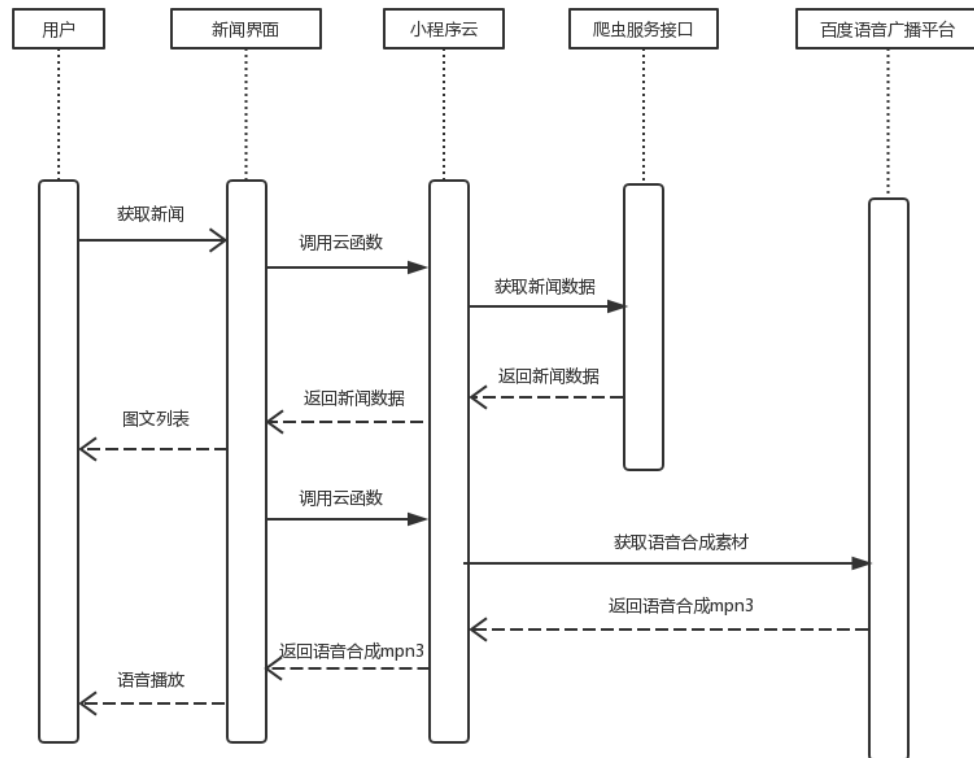 用户
新闻界面
小程序云
爬虫服务接口
百度语音广播平台
获取新闻
调用云函数
获取新闻数据
返回新闻数据
返回新闻数据
图文列表
调用云函数
获取语音合成素材
返回语音合成mpn3
返回语音合成mpn3
语音播放